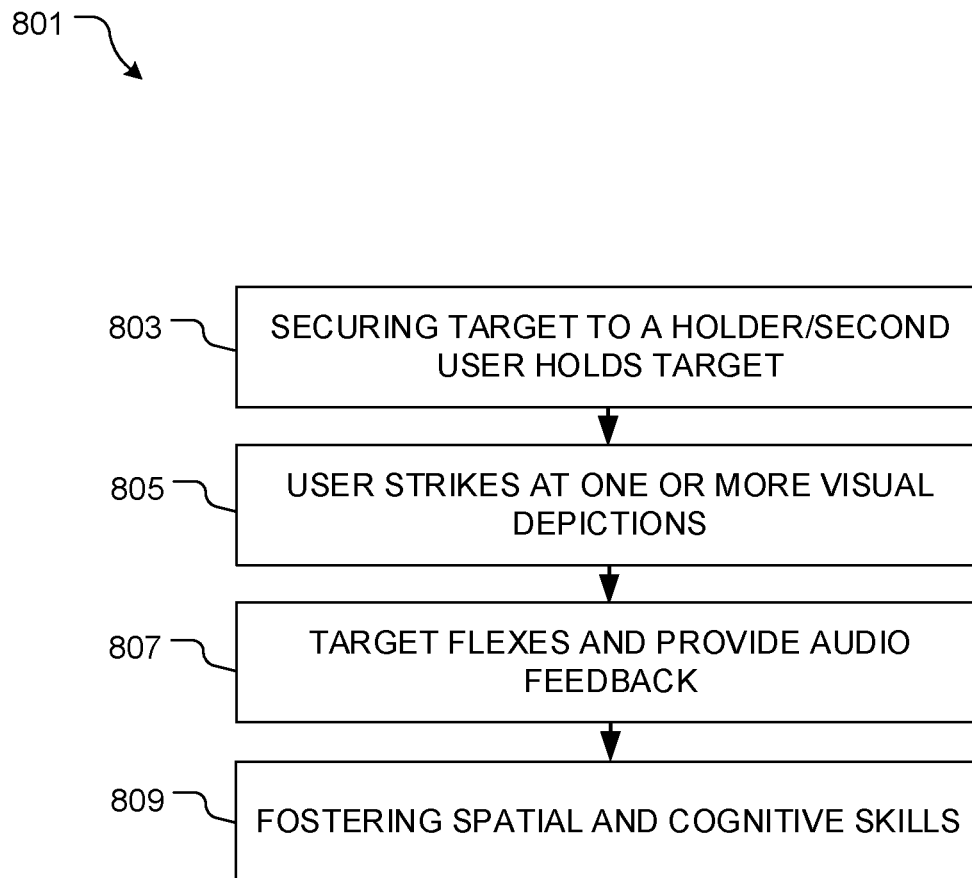 801
803
SECURING TARGET TO A HOLDER/SECOND
USER HOLDS TARGET
805
USER STRIKES AT ONE OR MORE VISUAL
DEPICTIONS
807
TARGET FLEXES AND PROVIDE AUDIO
FEEDBACK
809
FOSTERING SPATIAL AND COGNITIVE SKILLS